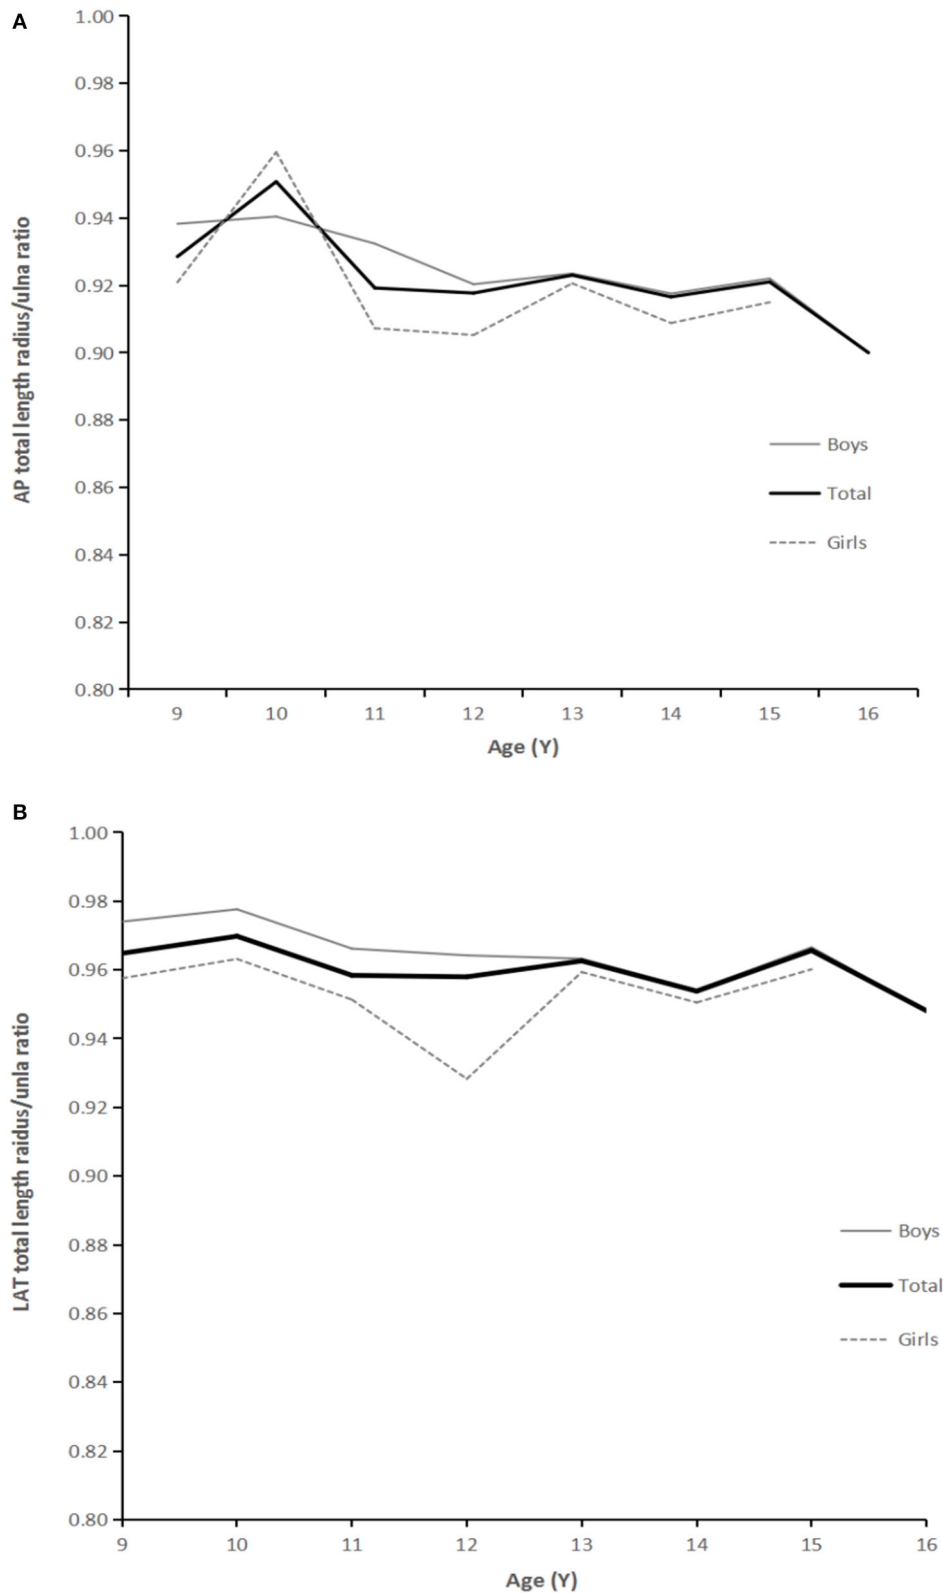 A
1.00
0.98
0.96
0.94
0.92
0.90
0.88
0.86
0.84
0.82
0.80
AP total length radius/ulna ratio
Boys
Total
Girls
9 10 11 12 13 14 15 16
Age (Y)
B
1.00
0.98
0.96
0.94
0.92
0.90
0.88
0.86
0.84
0.82
0.80
LAT total length raidus/unla ratio
Boys
Total
Girls
9 10 11 12 13 14 15 16
Age (Y)